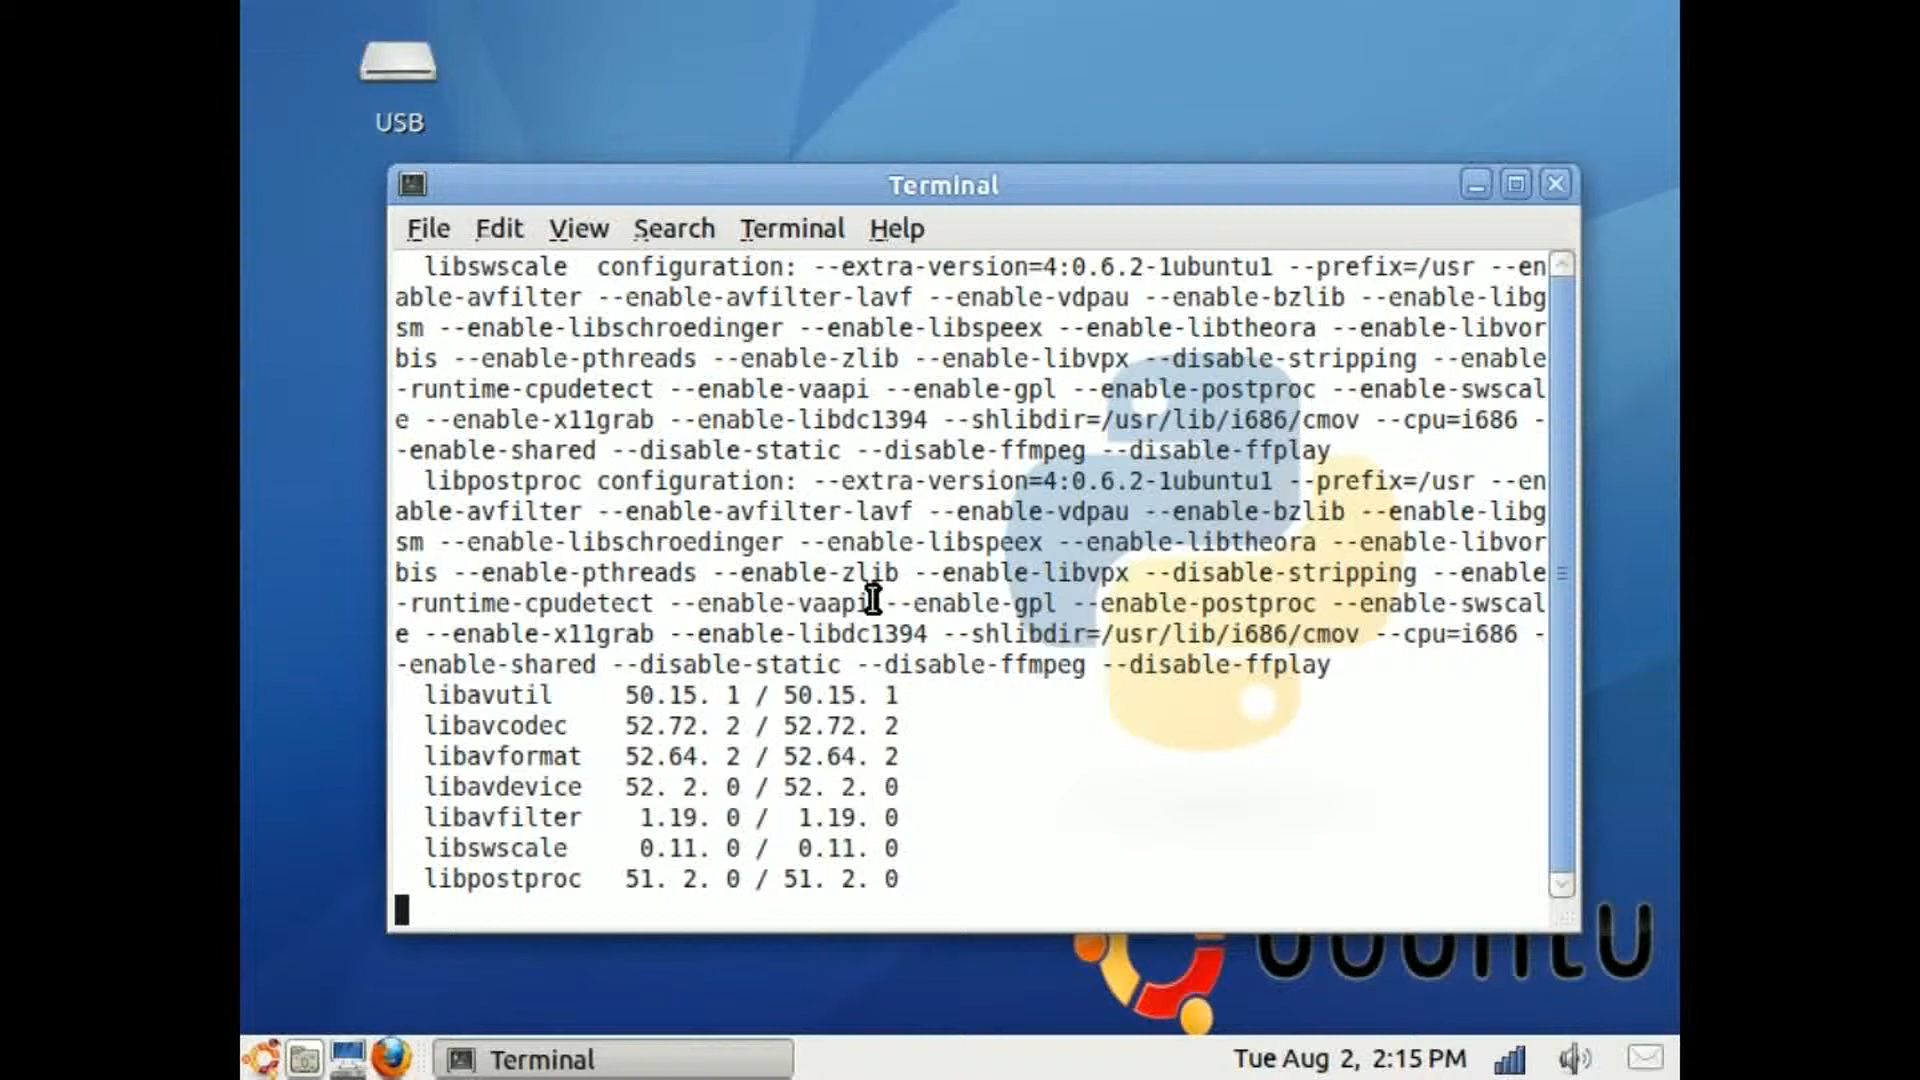 USB
Terminal
File Edit View Search Terminal Help
libswscale configuration: --extra-version=4:0.6.2-1ubuntu1 --prefix=/usr --en
able-avfilter --enable-avfilter-lavf --enable-vdpau --enable-bzlib --enable-libg
sm --enable-libschroedinger --enable-libspeex --enable-libtheora --enable-libvor
bis --enable-pthreads --enable-zlib --enable-libvpx --disable-stripping --enable
-runtime-cpudetect --enable-vaapi --enable-gpl --enable-postproc --enable-swscal
e --enable-x11grab --enable-libdc1394 --shlibdir=/usr/lib/i686/cmov --cpu=i686 -
-enable-shared --disable-static --disable-ffmpeg --disable-ffplay
libpostproc configuration: --extra-version=4:0.6.2-1ubuntu1 --prefix=/usr --en
able-avfilter --enable-avfilter-lavf --enable-vdpau --enable-bzlib --enable-libg
sm --enable-libschroedinger --enable-libspeex --enable-libtheora --enable-libvor
bis --enable-pthreads --enable-zlib --enable-libvpx --disable-stripping --enable
-runtime-cpudetect --enable-vaapi --enable-gpl --enable-postproc --enable-swscal
e --enable-x11grab --enable-libdc1394 --shlibdir=/usr/lib/i686/cmov --cpu=i686 -
-enable-shared --disable-static --disable-ffmpeg --disable-ffplay
libavutil 50.15. 1 / 50.15. 1
libavcodec 52.72. 2 / 52.72. 2
libavformat 52.64. 2 / 52.64. 2
libavdevice 52. 2. 0 / 52. 2. 0
libavfilter 1.19. 0 / 1.19. 0
libswscale 0.11. 0 / 0.11. 0
libpostproc 51. 2. 0 / 51. 2. 0
ubuntu
Terminal
Tue Aug 2, 2:15 PM